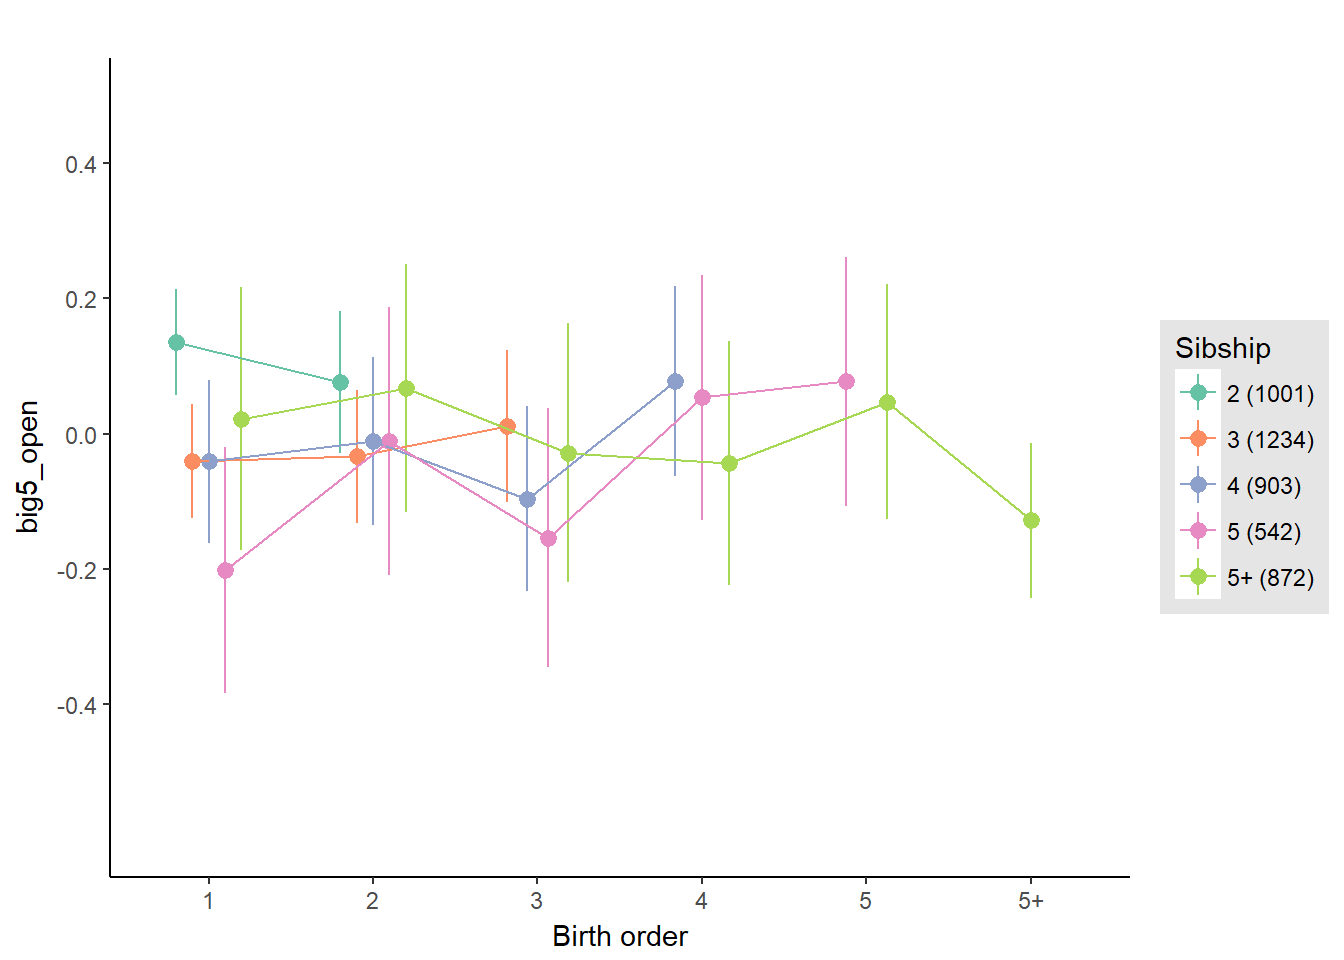 big5_open
0.4
0.2
0.0
-0.2
-0.4
1 2 3 4 5 5+
Birth order
Sibship
2 (1001)
3 (1234)
4 (903)
5 (542)
5+ (872)